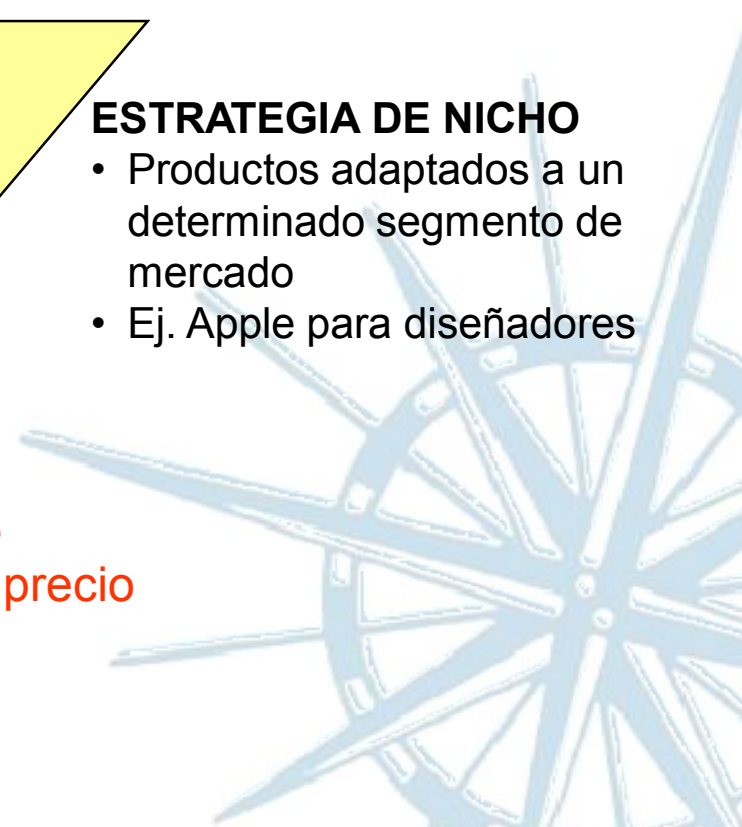 ESTRATEGIA DE NICHO
• Productos adaptados a un
determinado segmento de
mercado
• Ej. Apple para diseñadores
precio